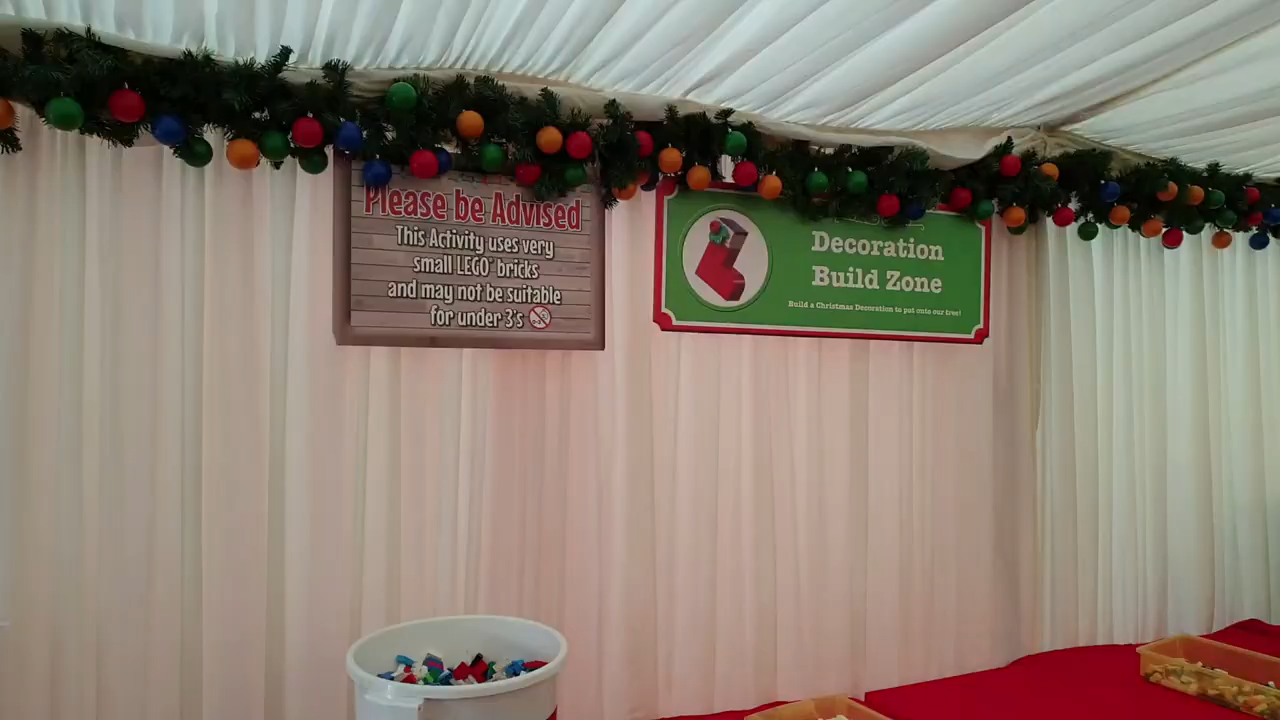 Please be Advised
This Activity uses very
small LEGO® bricks
and may not be suitable
for under 3's
Decoration
Build Zone
Build a Christmas Decoration to put onto our tree!